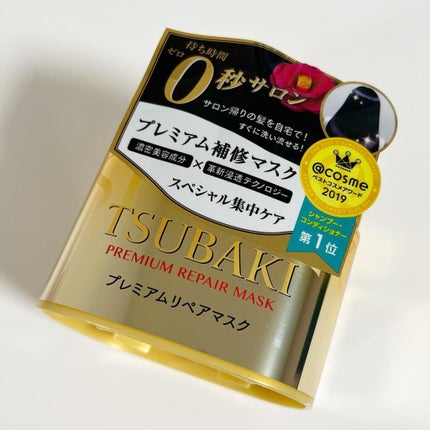 待ち時間
ゼロ
0秒サロン
サロン帰りの髪を自宅で!
すぐに洗い流せる!
プレミアム補修マスク
濃密美容成分×革新浸透テクノロジー
スペシャル集中ケア
@cosme
ベストコスメアワード
2019
シャンプー・
コンディショナー
第1位
TSUBAKI
PREMIUM REPAIR MASK
プレミアムリペアマスク